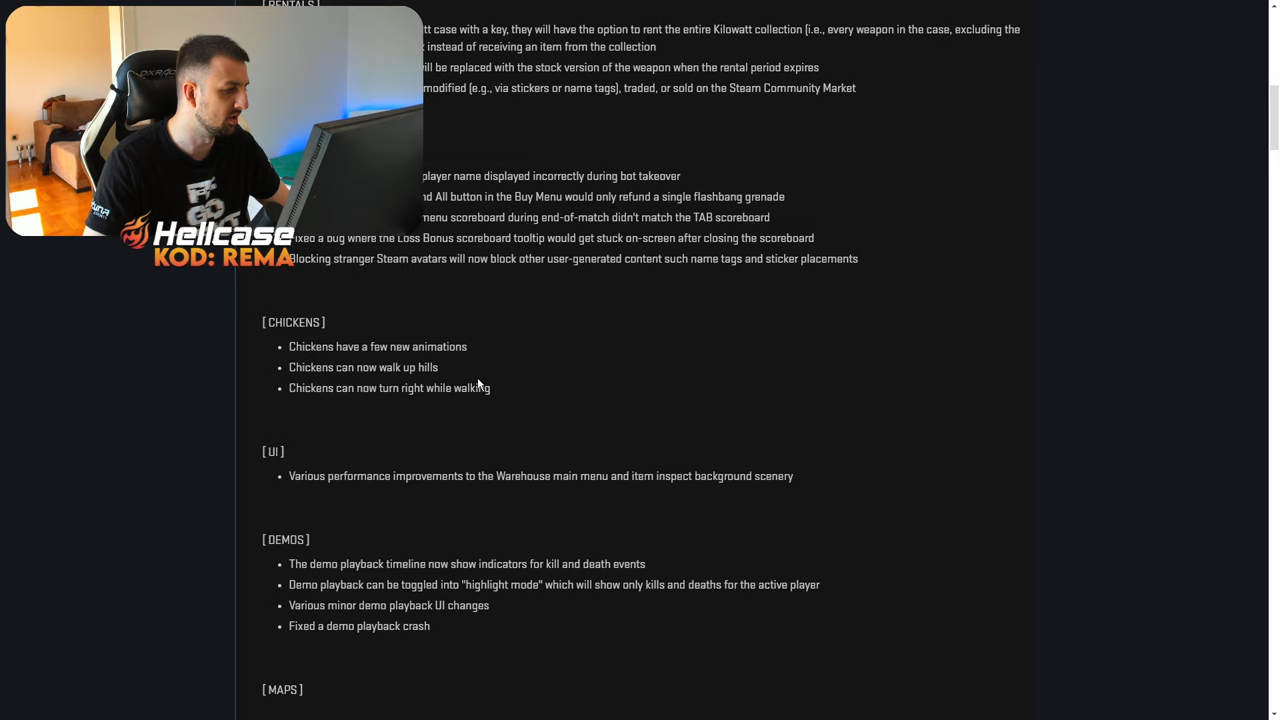 [ RENTALS ]
tt case with a key, they will have the option to rent the entire Kilowatt collection (i.e., every weapon in the case, excluding the
instead of receiving an item from the collection
ill be replaced with the stock version of the weapon when the rental period expires
modified (e.g., via stickers or name tags), traded, or sold on the Steam Community Market
player name displayed incorrectly during bot takeover
nd All button in the Buy Menu would only refund a single flashbang grenade
menu scoreboard during end-of-match didn't match the TAB scoreboard
Fixed a bug where the Loss Bonus scoreboard tooltip would get stuck on-screen after closing the scoreboard
Blocking stranger Steam avatars will now block other user-generated content such name tags and sticker placements
DXRACER
Hellcase
KOD: REMA
[ CHICKENS ]
• Chickens have a few new animations
• Chickens can now walk up hills
• Chickens can now turn right while walking
[ UI ]
• Various performance improvements to the Warehouse main menu and item inspect background scenery
[ DEMOS ]
• The demo playback timeline now show indicators for kill and death events
• Demo playback can be toggled into "highlight mode" which will show only kills and deaths for the active player
• Various minor demo playback UI changes
• Fixed a demo playback crash
[ MAPS ]